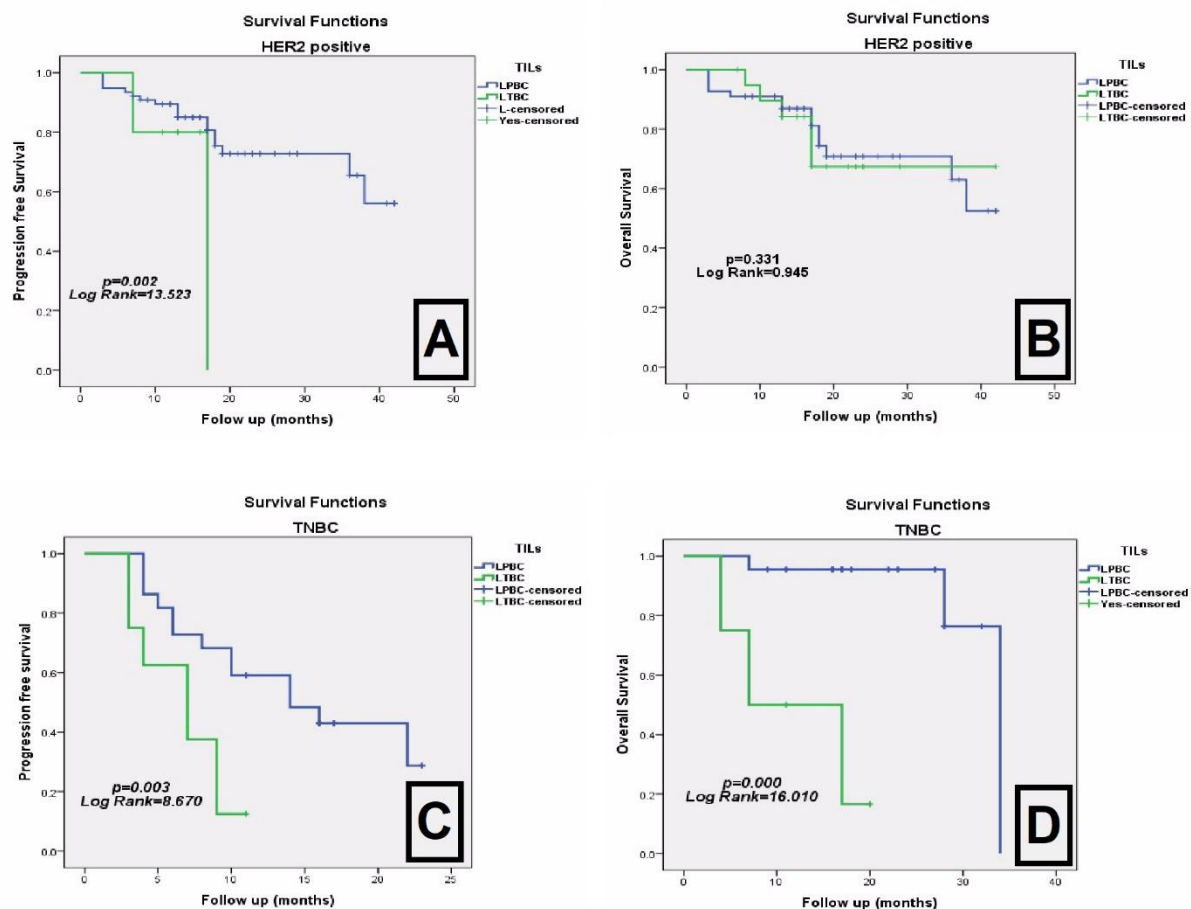 Survival Functions
HER2 positive
TILs
LPBC
LTBC
L-censored
Yes-censored
Progression free Survival
1.0
0.8
0.6
0.4
0.2
0.0
p=0.002
Log Rank=13.523
A
0 10 20 30 40 50
Follow up (months)
Survival Functions
HER2 positive
TILs
LPBC
LTBC
LPBC-censored
LTBC-censored
Overall Survival
1.0
0.8
0.6
0.4
0.2
0.0
p=0.331
Log Rank=0.945
B
0 10 20 30 40 50
Follow up (months)
Survival Functions
TNBC
TILs
LPBC
LTBC
LPBC-censored
LTBC-censored
Progression free survival
1.0
0.8
0.6
0.4
0.2
0.0
p=0.003
Log Rank=8.670
C
0 5 10 15 20 25
Follow up (months)
Survival Functions
TNBC
TILs
LPBC
LTBC
LPBC-censored
Yes-censored
Overall Survival
1.0
0.8
0.6
0.4
0.2
0.0
p=0.000
Log Rank=16.010
D
0 10 20 30 40
Follow up (months)